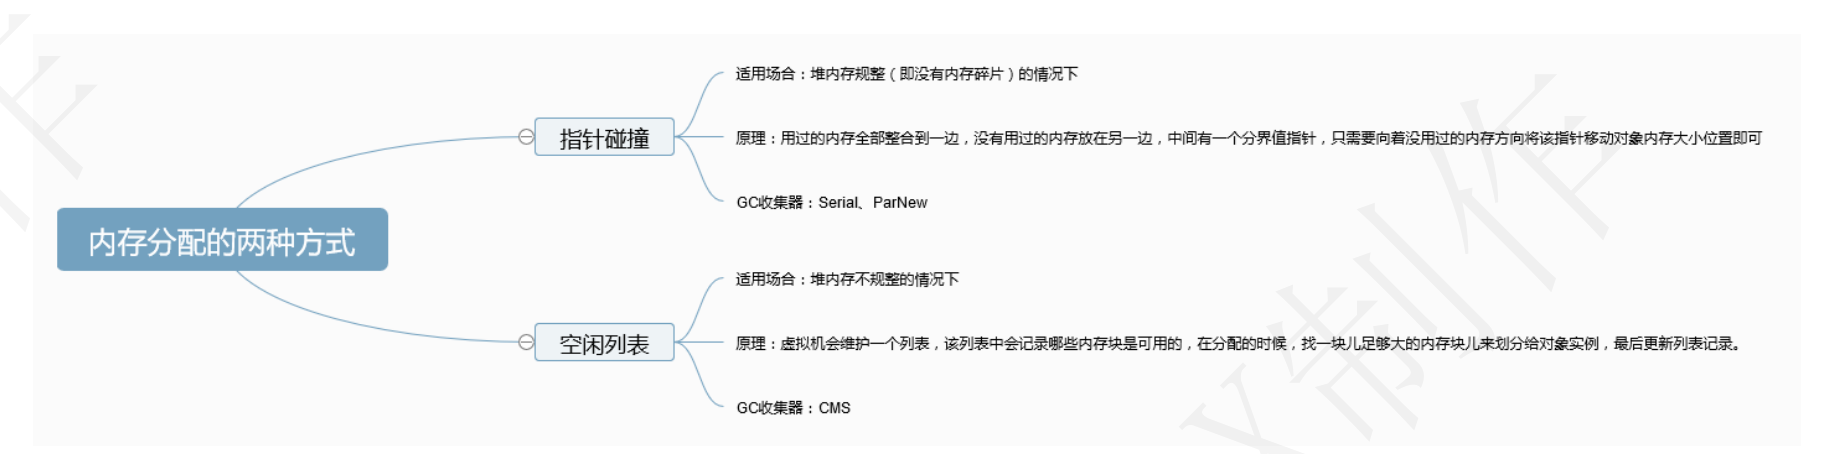 内存分配的两种方式
指针碰撞
适用场合：堆内存规整（即没有内存碎片）的情况下
原理：用过的内存全部整合到一边，没有用过的内存放在另一边，中间有一个分界值指针，只需要向着没用过的内存方向将该指针移动对象内存大小位置即可
GC收集器：Serial、ParNew
空闲列表
适用场合：堆内存不规整的情况下
原理：虚拟机会维护一个列表，该列表中会记录哪些内存块是可用的，在分配的时候，找一块儿足够大的内存块儿来划分给对象实例，最后更新列表记录。
GC收集器：CMS
作
X制作